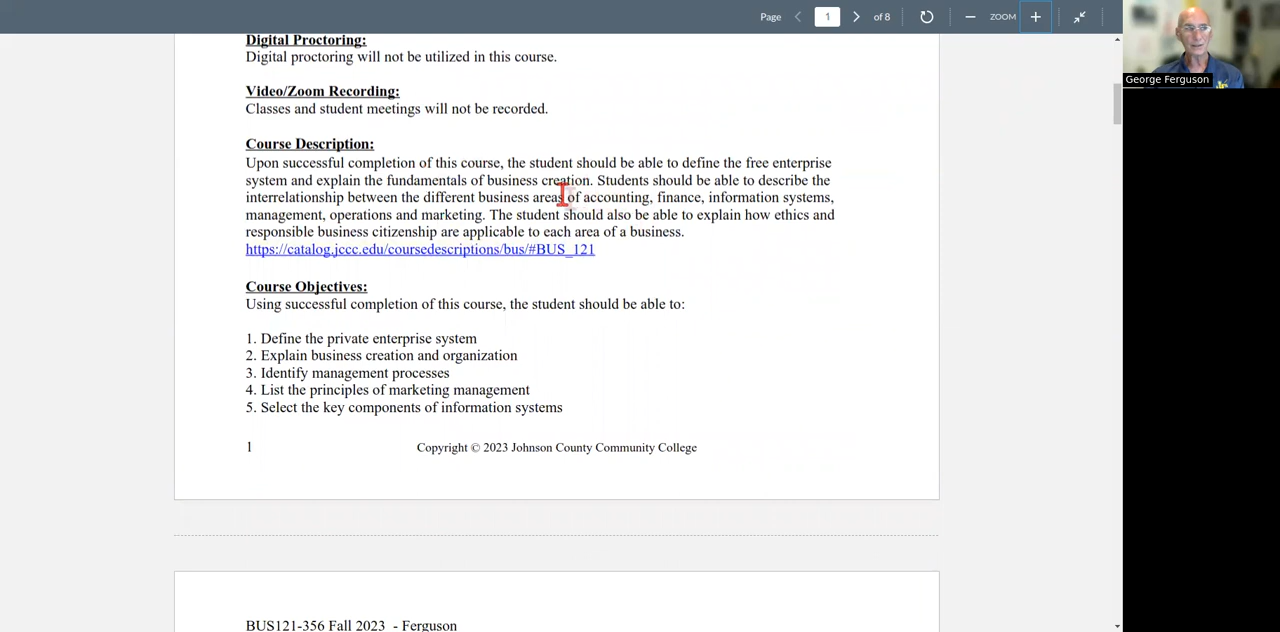 Page 1 of 8 ZOOM
Digital Proctoring:
Digital proctoring will not be utilized in this course.
George Ferguson
Video/Zoom Recording:
Classes and student meetings will not be recorded.
Course Description:
Upon successful completion of this course, the student should be able to define the free enterprise
system and explain the fundamentals of business creation. Students should be able to describe the
interrelationship between the different business areas of accounting, finance, information systems,
management, operations and marketing. The student should also be able to explain how ethics and
responsible business citizenship are applicable to each area of a business.
https://catalog.jccc.edu/coursedescriptions/bus/#BUS_121
Course Objectives:
Using successful completion of this course, the student should be able to:
1. Define the private enterprise system
2. Explain business creation and organization
3. Identify management processes
4. List the principles of marketing management
5. Select the key components of information systems
1 Copyright © 2023 Johnson County Community College
BUS121-356 Fall 2023 - Ferguson